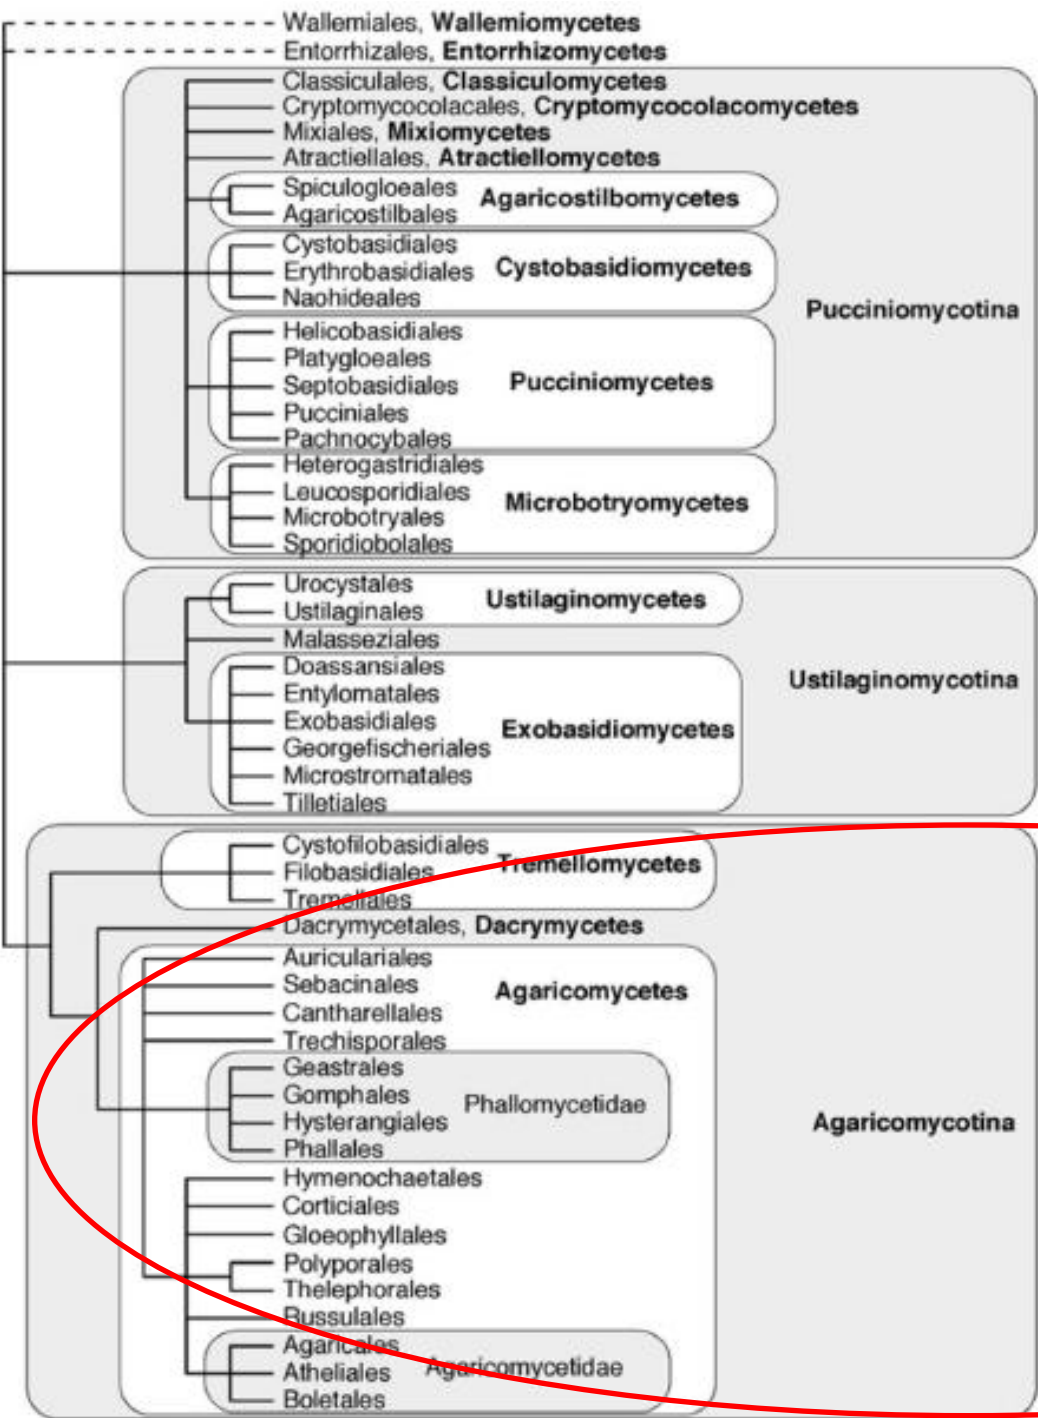 Wallemiales, Wallemiomycetes
Entorrhizales, Entorrhizomycetes
Classiculales, Classiculomycetes
Cryptomycocolacales, Cryptomycocolacomycetes
Mixiales, Mixiomycetes
Atractiellales, Atractiellomycetes
Spiculogloeales
Agaricostilbales
Agaricostilbomycetes
Cystobasidiales
Erythrobasidiales
Naohideales
Cystobasidiomycetes
Pucciniomycotina
Helicobasidiales
Platygloeales
Septobasidiales
Pucciniales
Pachnocybales
Pucciniomycetes
Heterogastridiales
Leucosporidiales
Microbotryales
Sporidiobolales
Microbotryomycetes
Urocystales
Ustilaginales
Ustilaginomycetes
Malasseziales
Ustilaginomycotina
Doassansiales
Entylomatales
Exobasidiales
Georgefischeriales
Microstromatales
Tilletiales
Exobasidiomycetes
Cystofilobasidiales
Filobasidiales
Tremellales
Tremellomycetes
Dacrymycetales, Dacrymycetes
Auriculariales
Sebacinales
Cantharellales
Trechisporales
Agaricomycetes
Geastrales
Gomphales
Hysterangiales
Phallales
Phallomycetidae
Agaricomycotina
Hymenochaetales
Corticiales
Gloeophyllales
Polyporales
Thelephorales
Russulales
Agaricales
Atheliales
Boletales
Agaricomycetidae